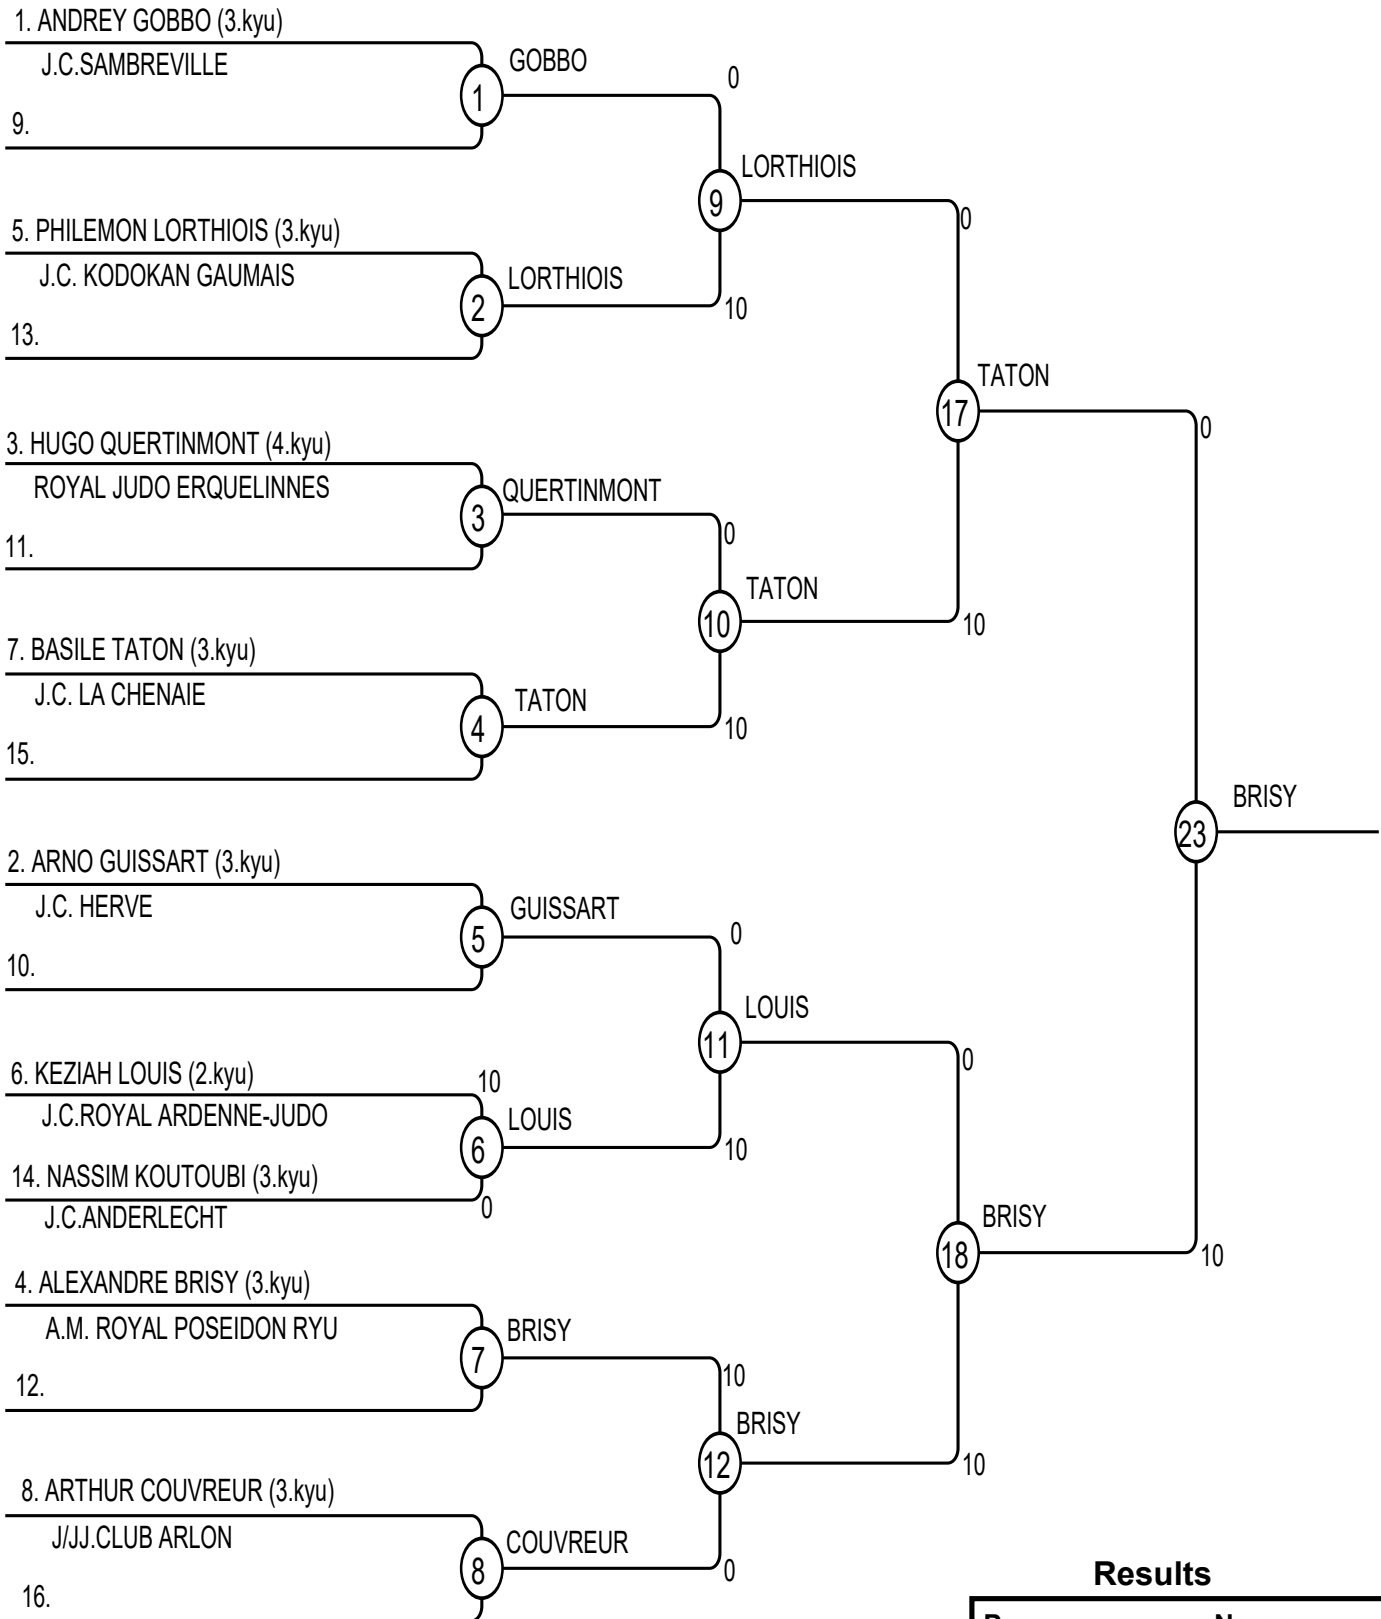 1. ANDREY GOBBO (3.kyu)
J.C.SAMBREVILLE
9.
1
GOBBO
0
5. PHILEMON LORTHIOIS (3.kyu)
J.C. KODOKAN GAUMAIS
13.
2
LORTHIOIS
10
9
LORTHIOIS
0
3. HUGO QUERTINMONT (4.kyu)
ROYAL JUDO ERQUELINNES
11.
3
QUERTINMONT
0
7. BASILE TATON (3.kyu)
J.C. LA CHENAIE
15.
4
TATON
10
10
TATON
10
17
TATON
0
2. ARNO GUISSART (3.kyu)
J.C. HERVE
10.
5
GUISSART
0
6. KEZIAH LOUIS (2.kyu)
10
J.C.ROYAL ARDENNE-JUDO
14. NASSIM KOUTOUBI (3.kyu)
0
J.C.ANDERLECHT
6
LOUIS
10
11
LOUIS
0
4. ALEXANDRE BRISY (3.kyu)
A.M. ROYAL POSEIDON RYU
12.
7
BRISY
10
8. ARTHUR COUVREUR (3.kyu)
J/JJ.CLUB ARLON
16.
8
COUVREUR
0
12
BRISY
10
18
BRISY
10
23
BRISY
Results